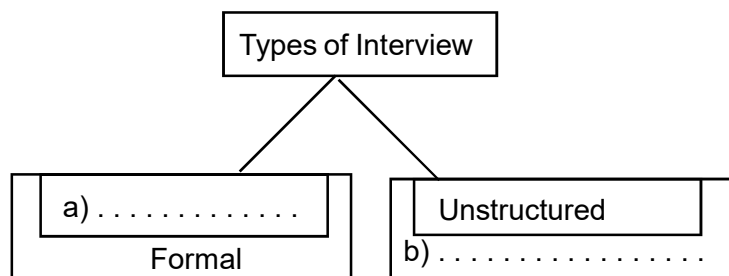 Types of Interview
a) . . . . . . . . . . . . .
Unstructured
Formal
b) . . . . . . . . . . . . . . . . .